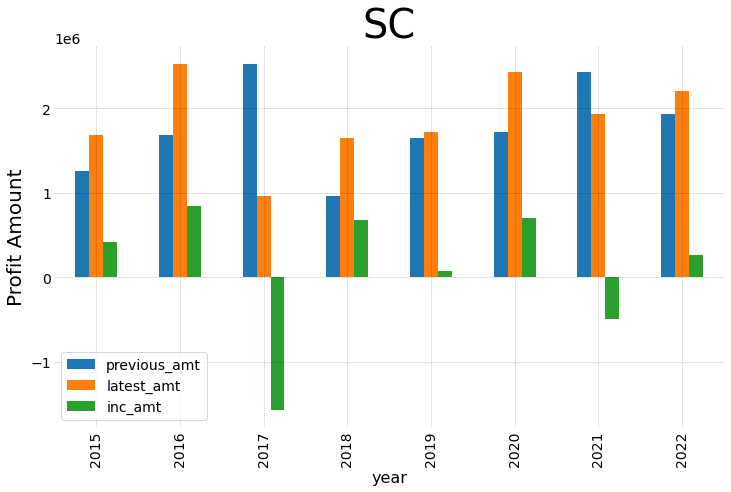 SC
1e6
Profit Amount
2
1
0
−1
previous_amt
latest_amt
inc_amt
2015
2016
2017
2018
2019
2020
2021
2022
year